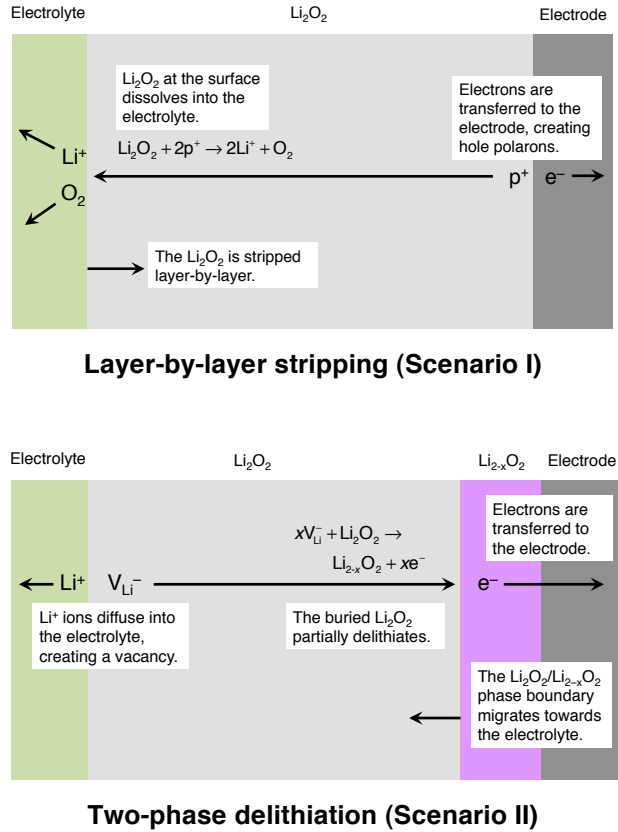 Electrolyte
Li₂O₂
Electrode
Li₂O₂ at the surface
dissolves into the
electrolyte.
Electrons are
transferred to the
electrode, creating
hole polarons.
Li₂O₂ + 2p⁺ → 2Li⁺ + O₂
Li⁺
p⁺ e⁻
O₂
The Li₂O₂ is stripped
layer-by-layer.
Layer-by-layer stripping (Scenario I)
Electrolyte
Li₂O₂
Li₂₋ₓO₂
Electrode
Electrons are
transferred to
the electrode.
xV_Li⁻ + Li₂O₂ →
Li₂₋ₓO₂ + xe⁻
Li⁺
V_Li⁻
e⁻
Li⁺ ions diffuse into
the electrolyte,
creating a vacancy.
The buried Li₂O₂
partially delithiates.
The Li₂O₂/Li₂₋ₓO₂
phase boundary
migrates towards
the electrolyte.
Two-phase delithiation (Scenario II)